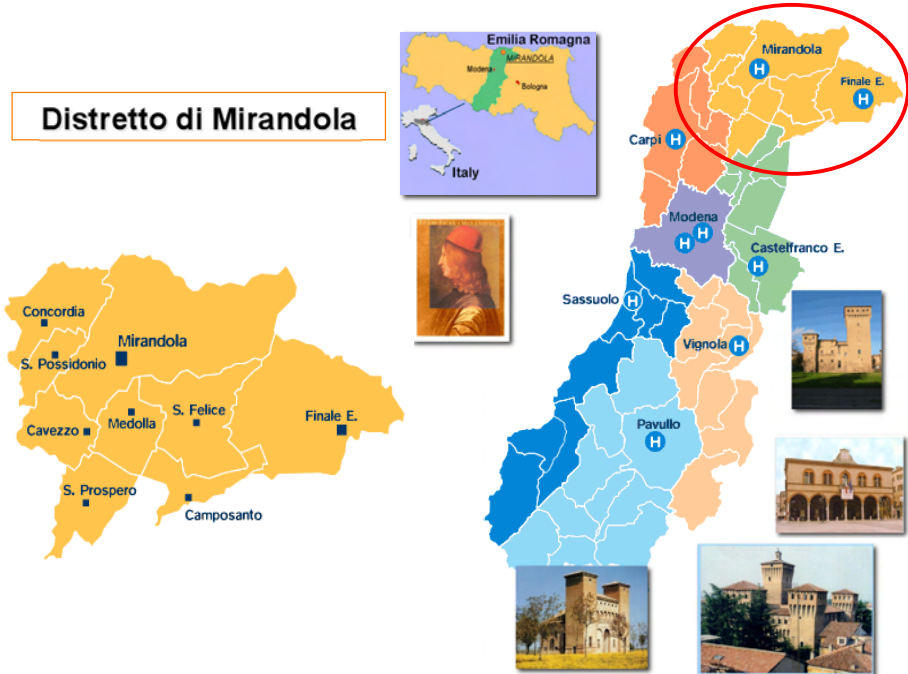 Distretto di Mirandola
Emilia Romagna
MIRANDOLA
Modena
Bologna
Italy
Mirandola
H
Finale E.
H
Carpi
H
Modena
H
H
Castelfranco E.
H
Sassuolo
H
Vignola
H
Pavullo
H
Concordia
Mirandola
S. Possidonio
S. Felice
Medolla
Finale E.
Cavezzo
S. Prospero
Camposanto